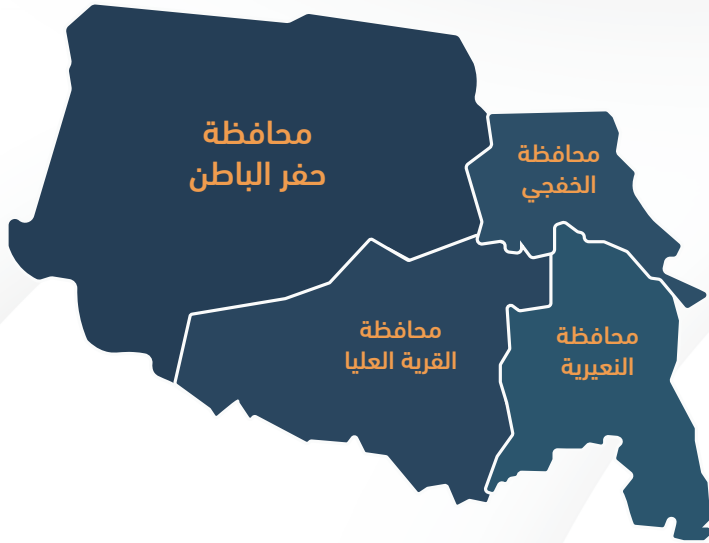 محافظة
حفر الباطن
محافظة
الخفجي
محافظة
القرية العليا
محافظة
النعيرية